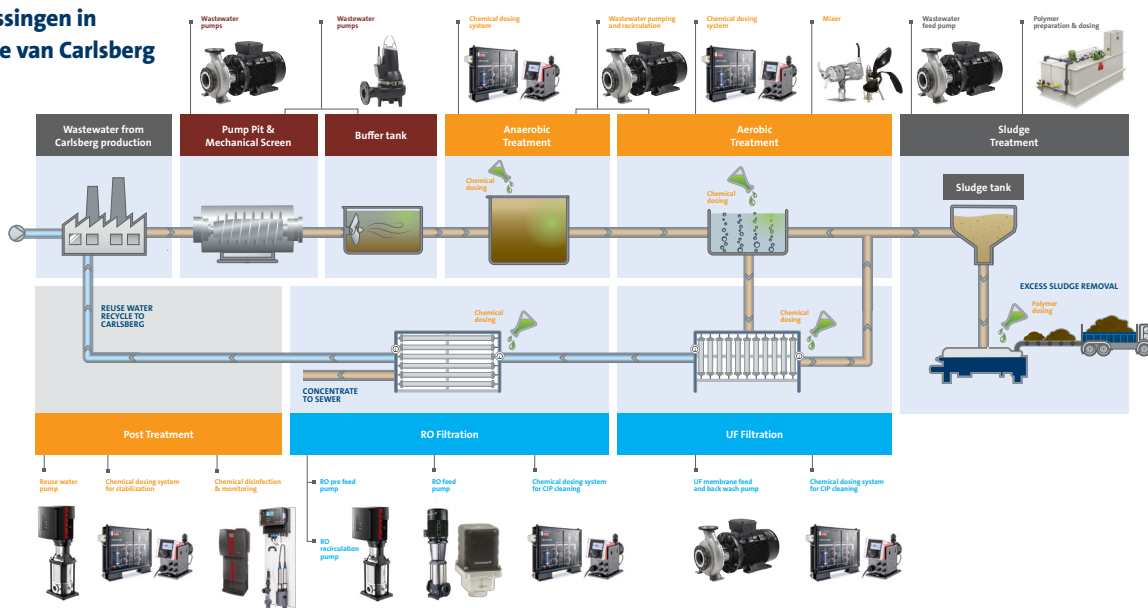 in
van Carlsberg
Wastewater
pumps
Wastewater
pumps
Chemical dosing
system
Wastewater pumping
and recirculation
Chemical dosing
system
Mixer
Wastewater
feed pump
Polymer
preparation & dosing
Wastewater from
Carlsberg production
Pump Pit &
Mechanical Screen
Buffer tank
Anaerobic
Treatment
Aerobic
Treatment
Sludge
Treatment
Chemical
dosing
Chemical
dosing
Sludge tank
REUSE WATER
RECYCLE TO
CARLSBERG
Chemical
dosing
Chemical
dosing
EXCESS SLUDGE REMOVAL
Polymer
dosing
CONCENTRATE
TO SEWER
Post Treatment
RO Filtration
UF Filtration
Reuse water
pump
Chemical dosing system
for stabilization
Chemical disinfection
& monitoring
RO pre feed
pump
RO feed
pump
Chemical dosing system
for CIP cleaning
UF membrane feed
and back wash pump
Chemical dosing system
for CIP cleaning
RO
recirculation
pump